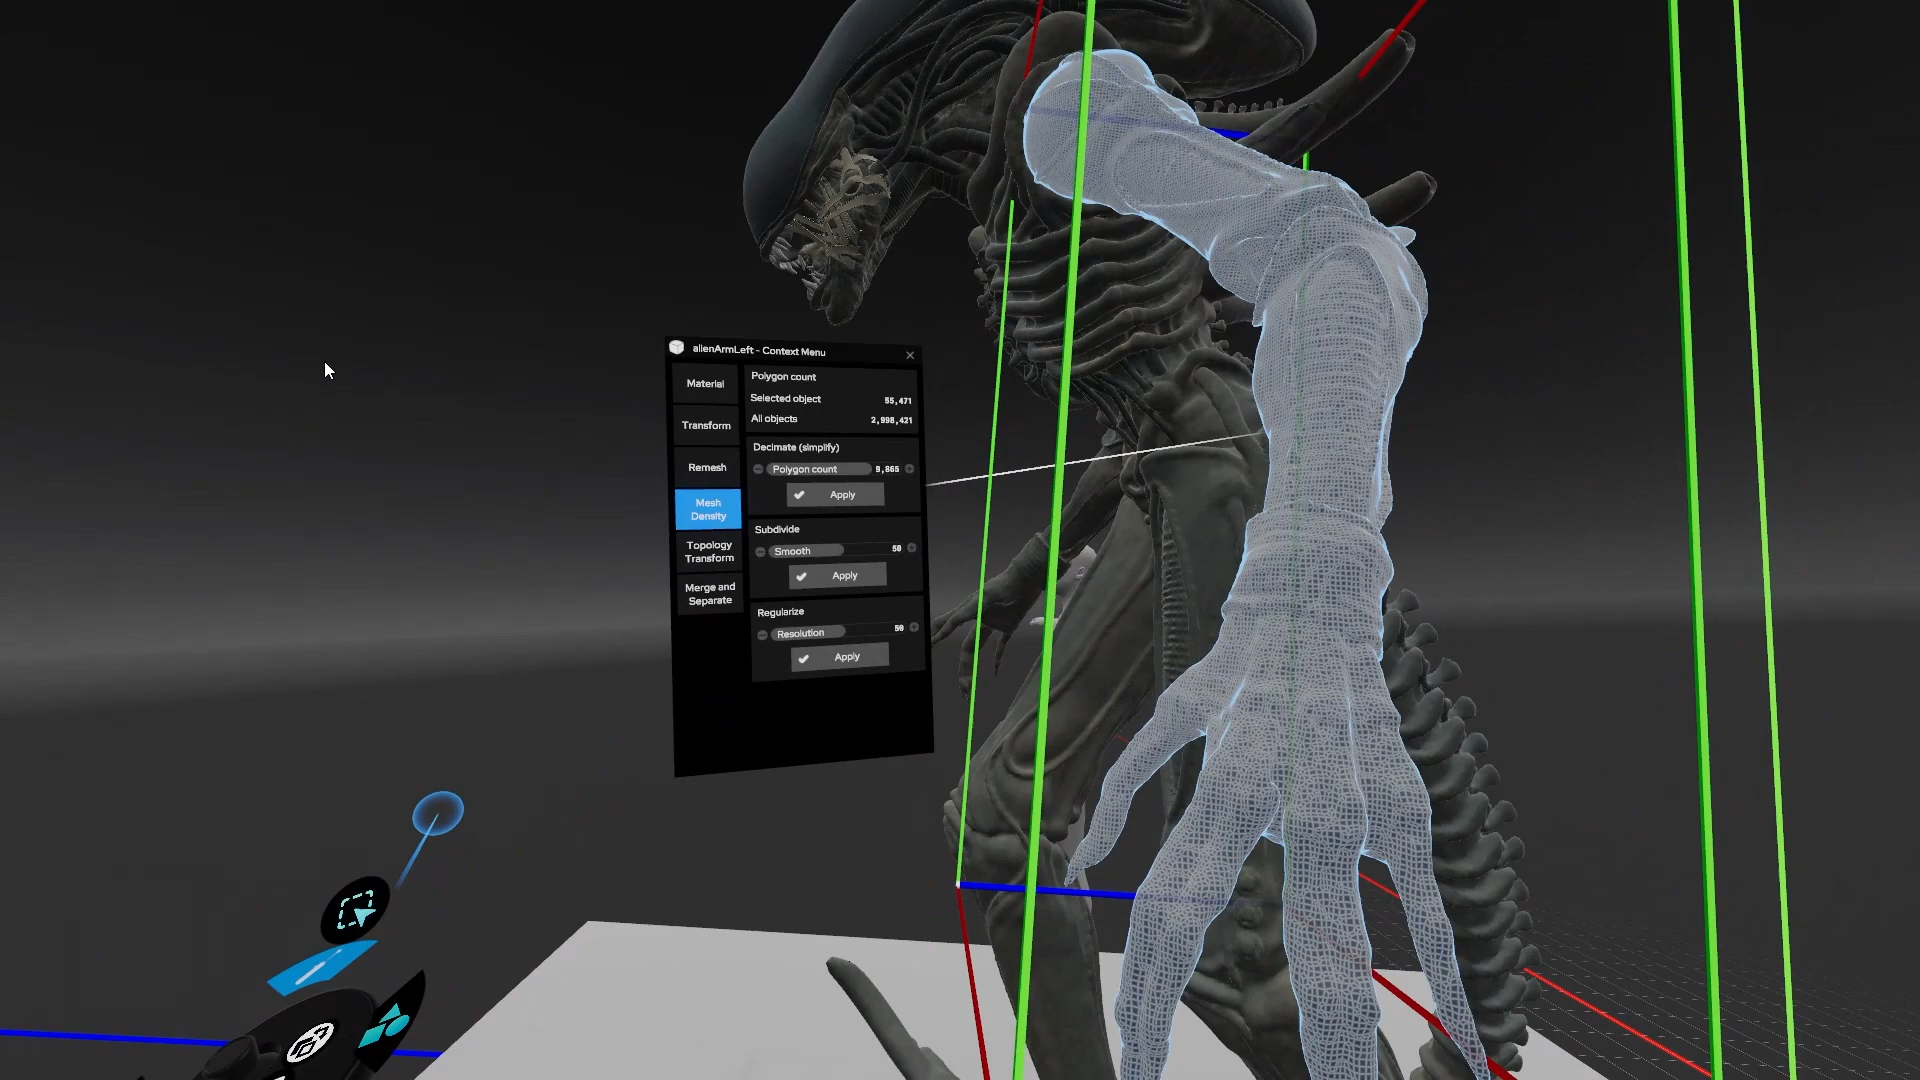 alienArmLeft - Context Menu
Material
Transform
Remesh
Mesh
Density
Topology
Transform
Merge and
Separate
Polygon count
Selected object 55,471
All objects 2,998,421
Decimate (simplify)
Polygon count 9,865
Apply
Subdivide
Smooth 50
Apply
Regularize
Resolution 50
Apply